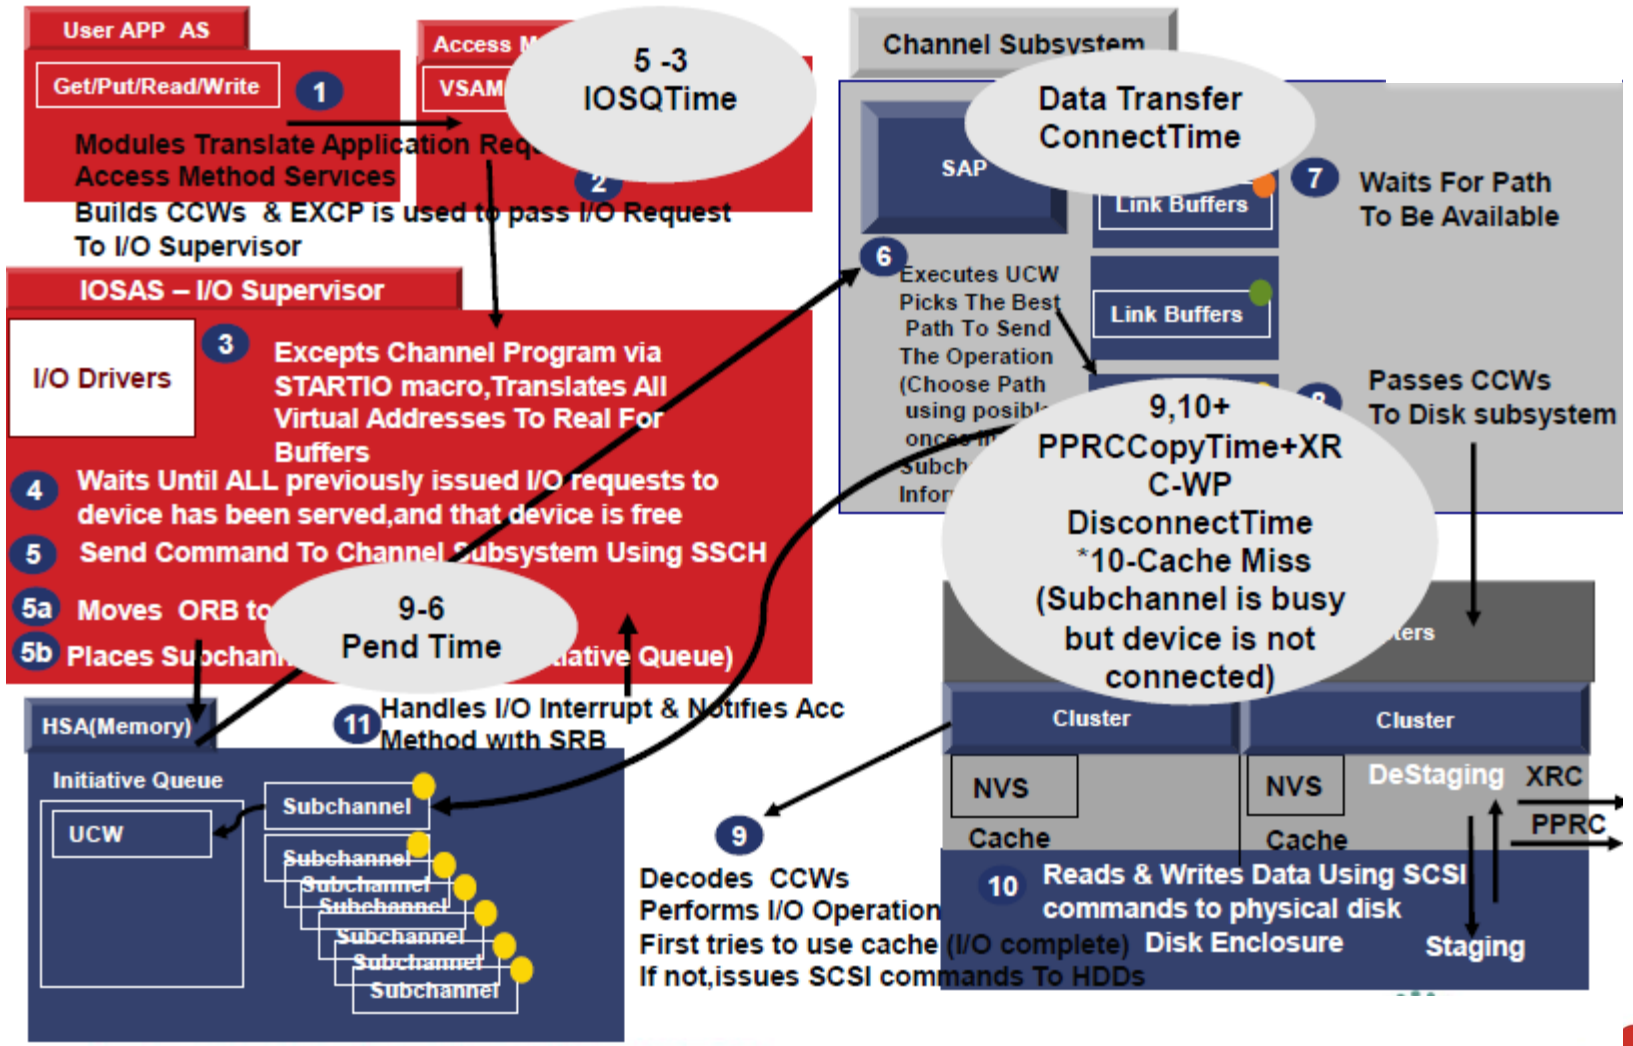 User APP AS
Get/Put/Read/Write
1
Access
VSAM
5 -3
IOSQTime
2
Modules Translate Application
Access Method Services
Builds CCWs & EXCP is used to pass I/O Request
To I/O Supervisor
IOSAS – I/O Supervisor
I/O Drivers
3
Excepts Channel Program via
STARTIO macro,Translates All
Virtual Addresses To Real For
Buffers
4
Waits Until ALL previously issued I/O requests to
device has been served,and that device is free
5
Send Command To Channel Subsystem Using SSCH
5a
Moves ORB to
5b
Places
9-6
Pend Time
Queue)
HSA(Memory)
11
Handles I/O Interrupt & Notifies Acc
Method with SRB
Initiative Queue
UCW
Subchannel
Subchannel
Subchannel
Subchannel
Subchannel
Subchannel
Subchannel
Channel Subsystem
Data Transfer
ConnectTime
SAP
Link Buffers
7
Waits For Path
To Be Available
6
Executes UCW
Picks The Best
Path To Send
The Operation
(Choose Path
using
Link Buffers
8
Passes CCWs
To Disk subsystem
9,10+
PPRCCopyTime+XR
C-WP
DisconnectTime
*10-Cache Miss
(Subchannel is busy
but device is not
connected)
Cluster
Cluster
NVS
Cache
NVS
Cache
DeStaging
XRC
PPRC
9
Decodes CCWs
Performs I/O Operation
First tries to use cache (I/O complete)
If not,issues SCSI commands To HDDs
10
Reads & Writes Data Using SCSI
commands to physical disk
Disk Enclosure
Staging